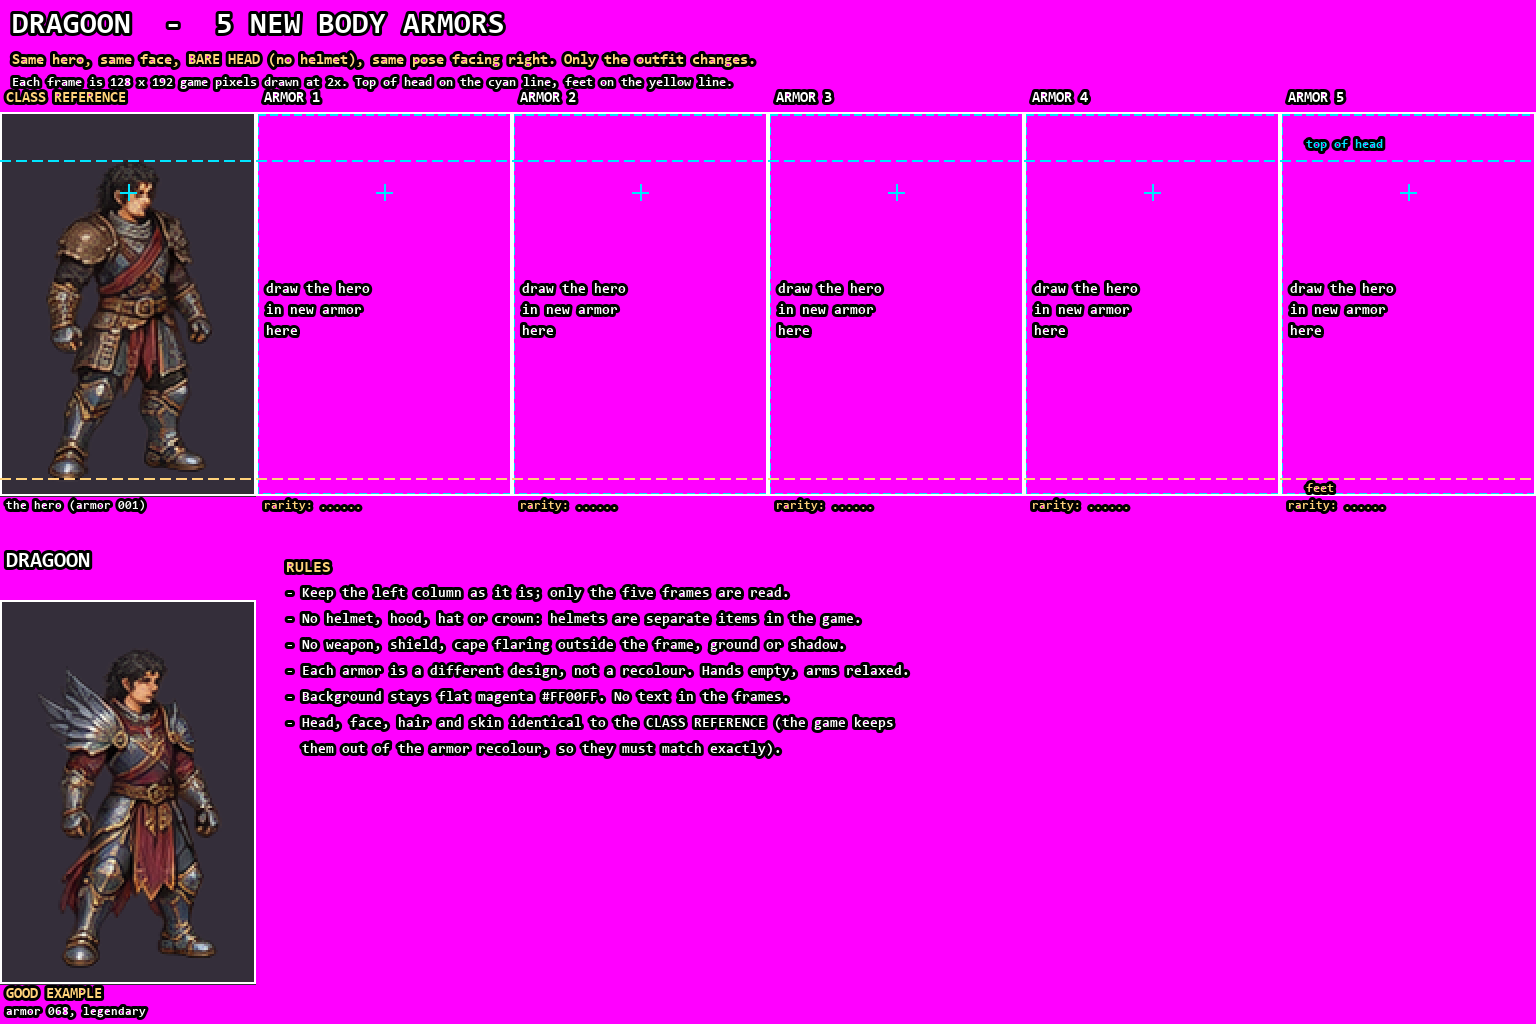 DRAGOON - 5 NEW BODY ARMORS
Same hero, same face, BARE HEAD (no helmet), same pose facing right. Only the outfit changes.
Each frame is 128 x 192 game pixels drawn at 2x. Top of head on the cyan line, feet on the yellow line.
CLASS REFERENCE
ARMOR 1
ARMOR 2
ARMOR 3
ARMOR 4
ARMOR 5
top of head
draw the hero
in new armor
here
draw the hero
in new armor
here
draw the hero
in new armor
here
draw the hero
in new armor
here
draw the hero
in new armor
here
feet
the hero (armor 001)
rarity: ......
rarity: ......
rarity: ......
rarity: ......
rarity: ......
DRAGOON
RULES
- Keep the left column as it is; only the five frames are read.
- No helmet, hood, hat or crown: helmets are separate items in the game.
- No weapon, shield, cape flaring outside the frame, ground or shadow.
- Each armor is a different design, not a recolour. Hands empty, arms relaxed.
- Background stays flat magenta #FF00FF. No text in the frames.
- Head, face, hair and skin identical to the CLASS REFERENCE (the game keeps
them out of the armor recolour, so they must match exactly).
GOOD EXAMPLE
armor 068, legendary